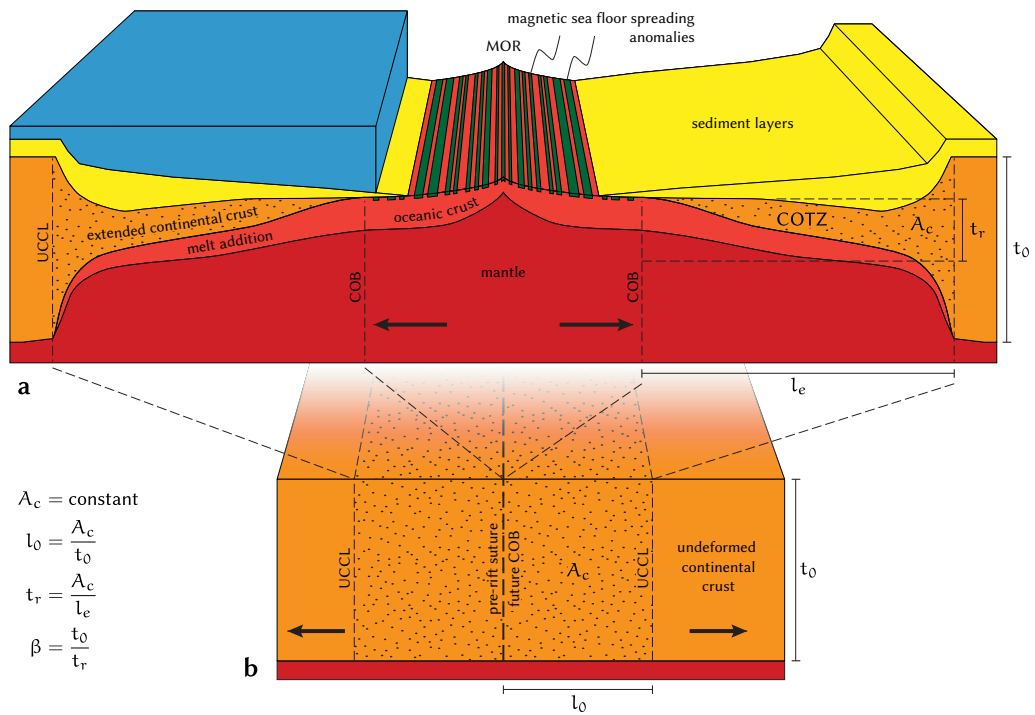 magnetic sea floor spreading
anomalies
MOR
sediment layers
extended continental crust
melt addition
oceanic crust
COTZ
A_c
t_r
t_0
UCCL
COB
mantle
COB
a
l_e
A_c = constant
l_0 = A_c / t_0
t_r = A_c / l_e
β = t_0 / t_r
UCCL
pre-rift suture
future COB
A_c
UCCL
undeformed
continental
crust
t_0
b
l_0